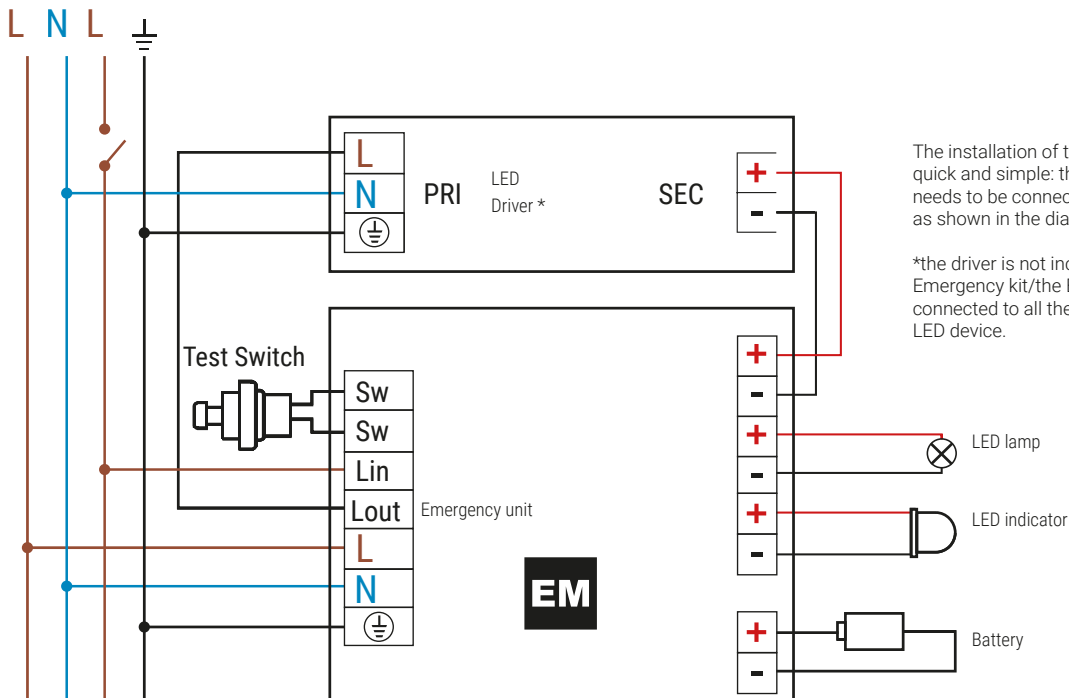 L N L
L
N
PRI
LED
Driver *
SEC
+
-
The installation of t
quick and simple: th
needs to be connec
as shown in the dia
*the driver is not inc
Emergency kit/the E
connected to all the
LED device.
Test Switch
Sw
Sw
Lin
Lout
L
N
Emergency unit
EM
+
-
+
-
LED lamp
+
-
LED indicator
+
-
Battery